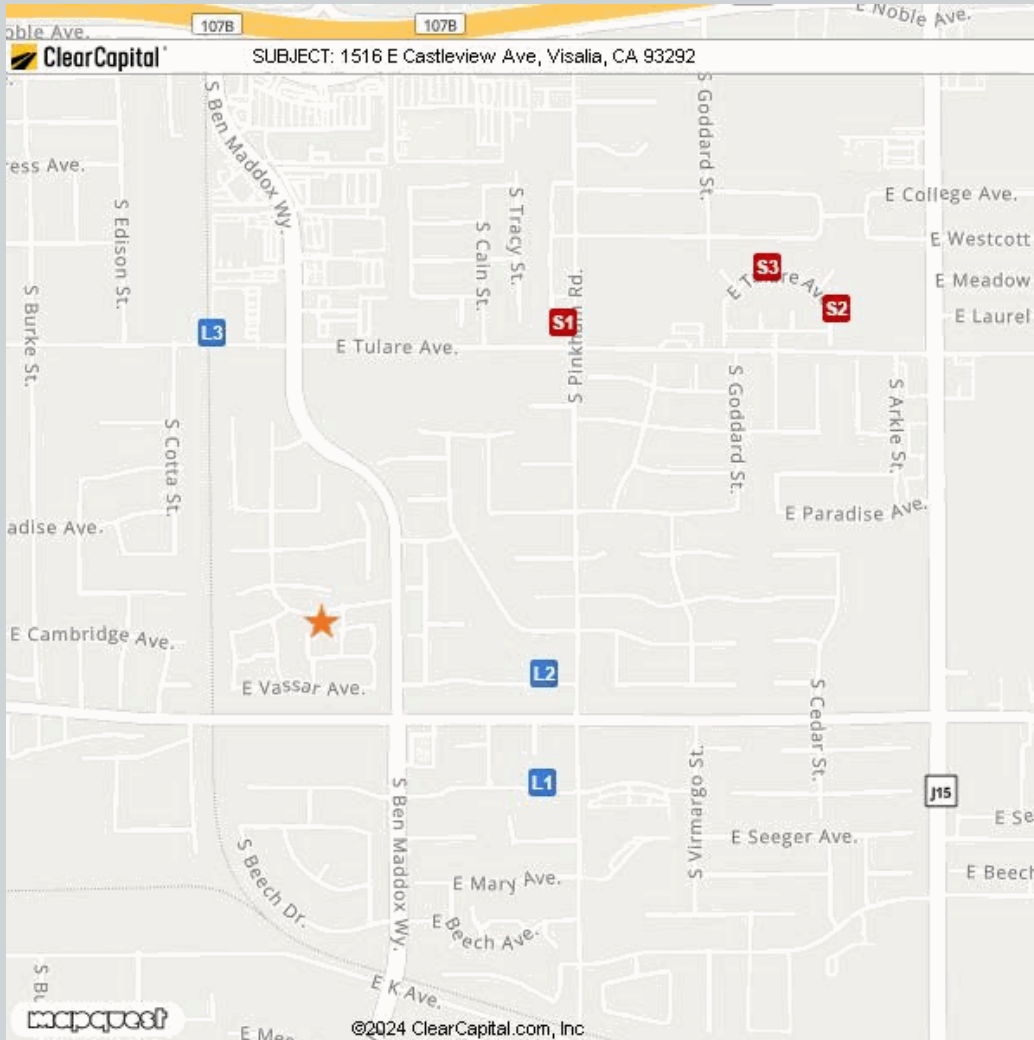 E Noble Ave.
oble Ave.
107B
107B
ClearCapital
SUBJECT: 1516 E Castleview Ave, Visalia, CA 93292
S Ben Maddox Wy.
S Goddard St.
ress Ave.
E College Ave.
S Edison St.
S Tracy St.
S Cain St.
E Westcott
S3
E Tulare Ave.
E Meadow
S Burke St.
S Pinkham Rd.
S2
E Laurel
L3
S1
E Tulare Ave.
S Goddard St.
S Arkle St.
S Cotta St.
E Paradise Ave.
adise Ave.
E Cambridge Ave.
L2
E Vassar Ave.
S Cedar St.
L1
J15
S Ben Maddox Wy.
S Virmargo St.
E Se
E Seeger Ave.
S Beech Dr.
E Beech
E Mary Ave.
E Beech Ave.
S Bu
E K Ave.
mapquest
©2024 ClearCapital.com, Inc
E Mea